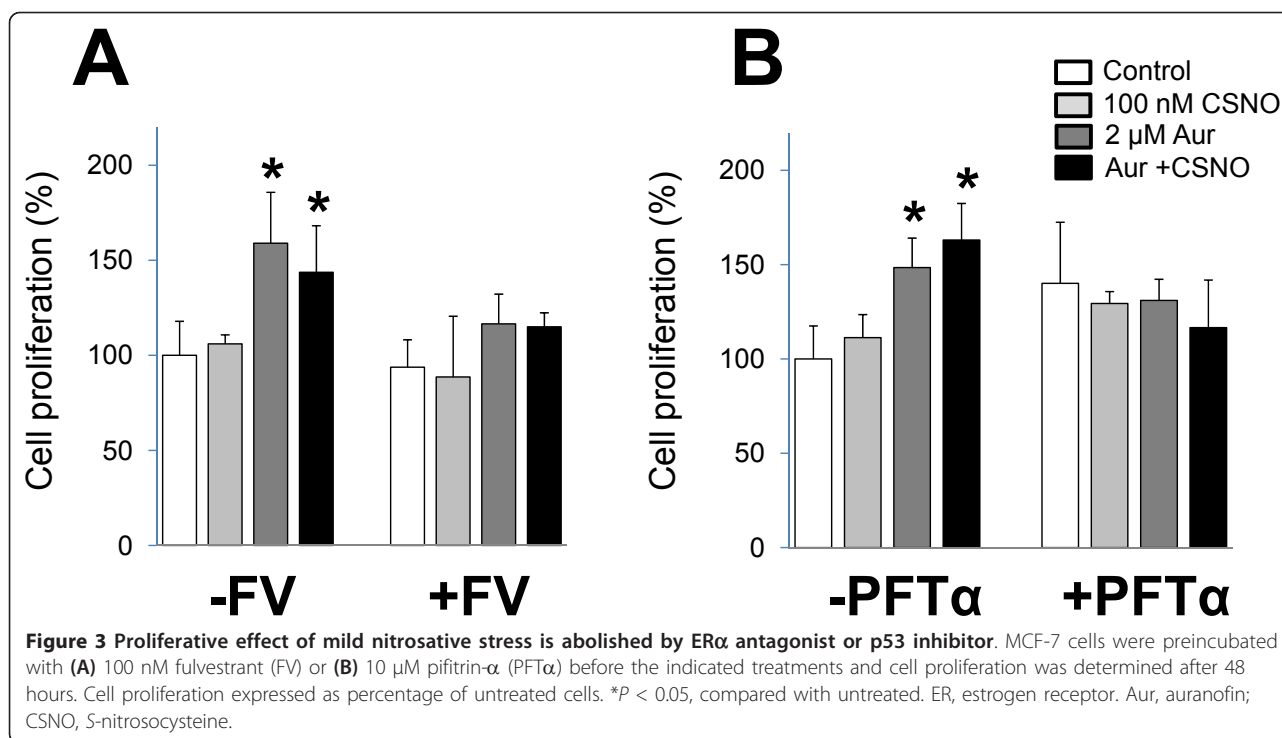 A
Cell proliferation (%)
200
150
100
50
0
*
*
-FV
+FV
B
Cell proliferation (%)
200
150
100
50
0
*
*
-PFTα
+PFTα
Control
100 nM CSNO
2 µM Aur
Aur +CSNO
Figure 3 Proliferative effect of mild nitrosative stress is abolished by ERα antagonist or p53 inhibitor. MCF-7 cells were preincubated
with (A) 100 nM fulvestrant (FV) or (B) 10 µM pifitrin-α (PFTα) before the indicated treatments and cell proliferation was determined after 48
hours. Cell proliferation expressed as percentage of untreated cells. *P < 0.05, compared with untreated. ER, estrogen receptor. Aur, auranofin;
CSNO, S-nitrosocysteine.